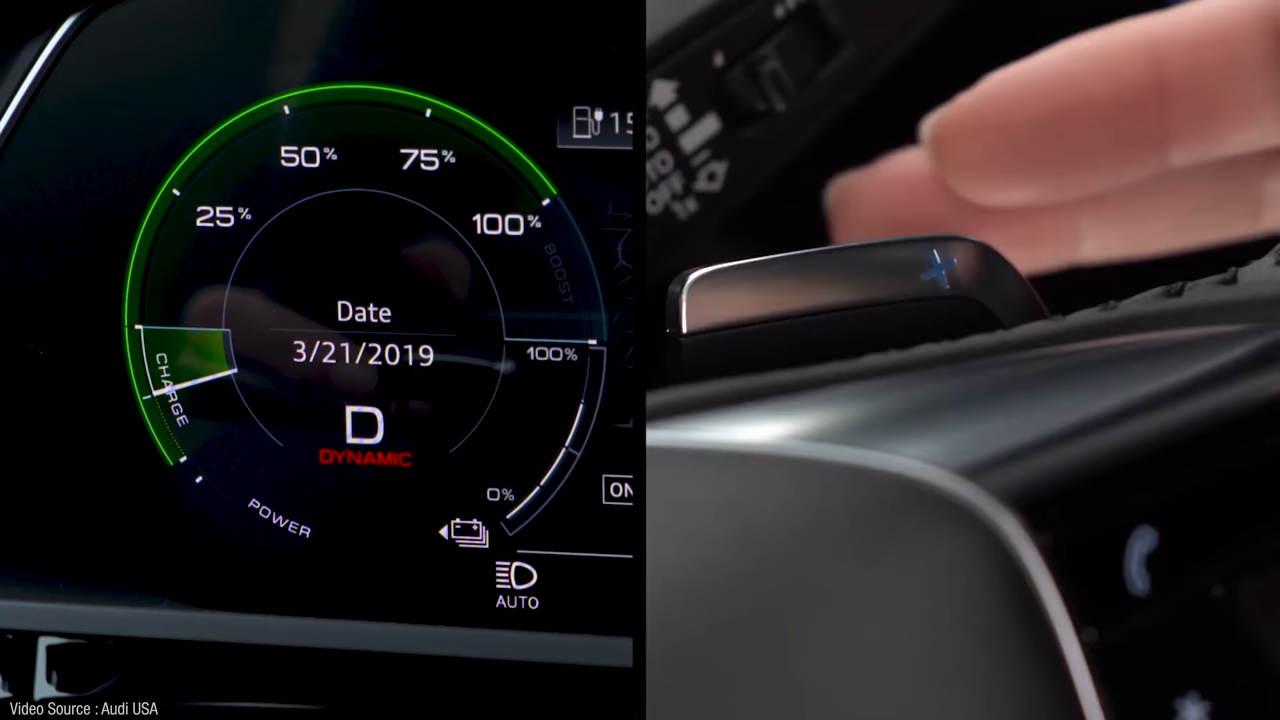 50%
75%
25%
100%
BOOST
Date
3/21/2019
100%
CHARGE
D
DYNAMIC
0%
POWER
AUTO
OFF
Video Source : Audi USA